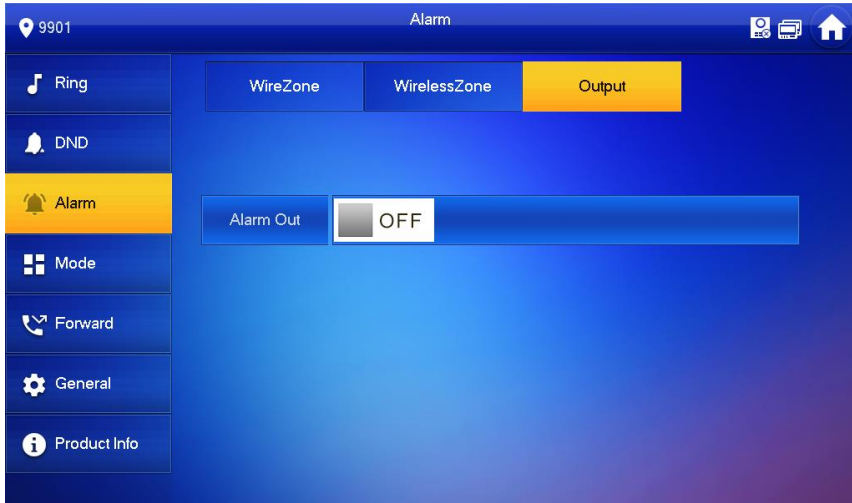 9901
Alarm
Ring
DND
Alarm
Mode
Forward
General
Product Info
WireZone
WirelessZone
Output
Alarm Out
OFF